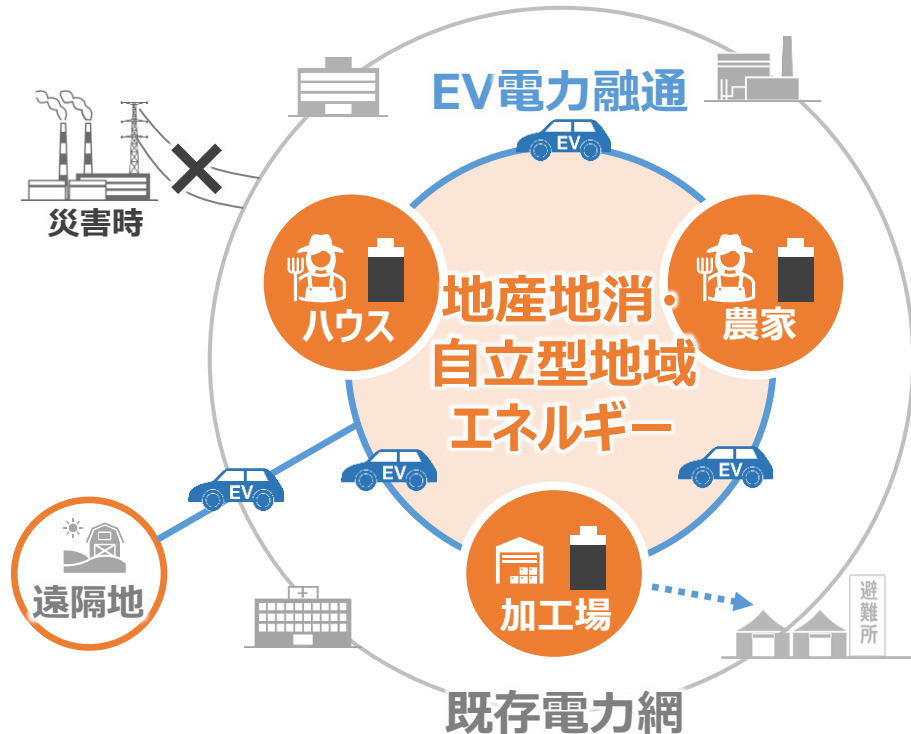 EV電力融通
EV
災害時
ハウス
農家
地産地消・
自立型地域
エネルギー
EV
EV
EV
遠隔地
加工場
避難所
既存電力網